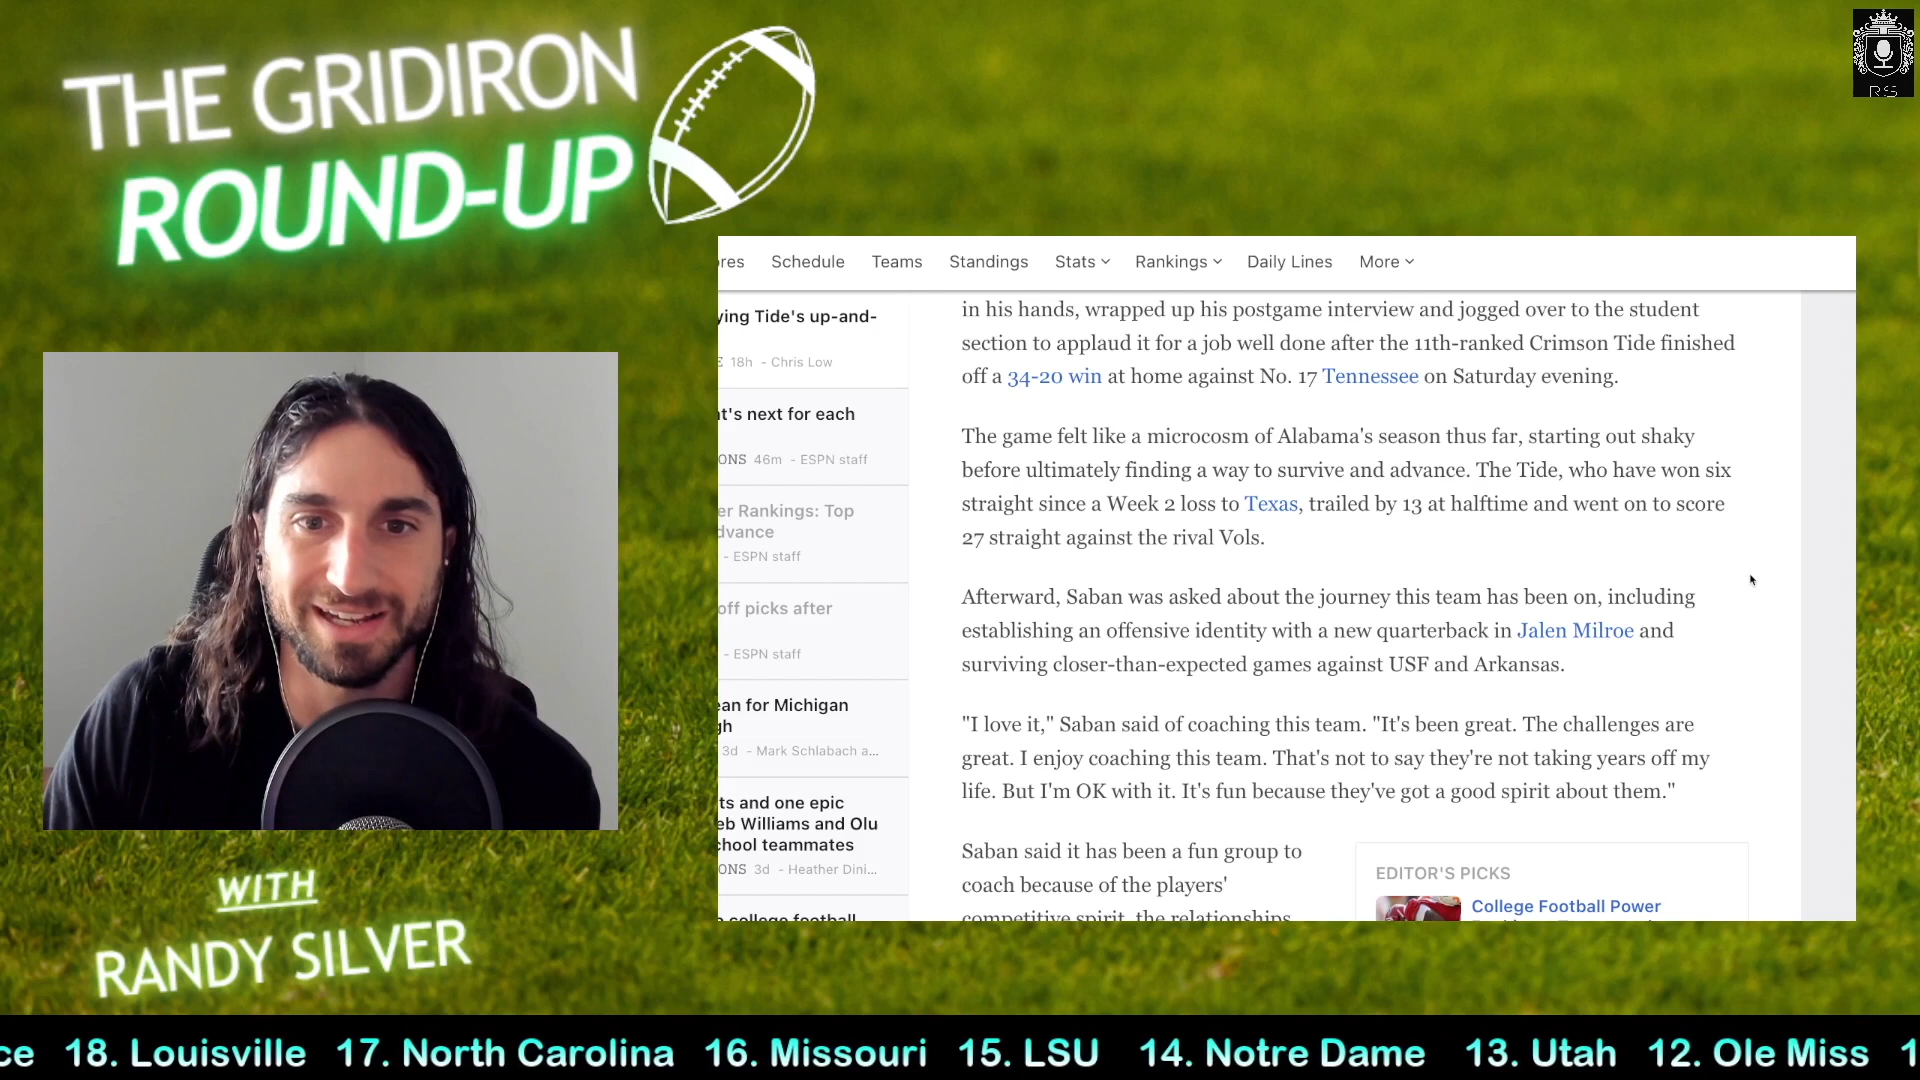 THE GRIDIRON
ROUND-UP
RS
res Schedule Teams Standings Stats Rankings Daily Lines More
ying Tide's up-and-
E 18h - Chris Low
nt's next for each
ONS 46m - ESPN staff
er Rankings: Top
dvance
- ESPN staff
off picks after
- ESPN staff
ean for Michigan
gh
3d - Mark Schlabach a...
ts and one epic
eb Williams and Olu
chool teammates
ONS 3d - Heather Dini...
college football
in his hands, wrapped up his postgame interview and jogged over to the student
section to applaud it for a job well done after the 11th-ranked Crimson Tide finished
off a 34-20 win at home against No. 17 Tennessee on Saturday evening.
The game felt like a microcosm of Alabama's season thus far, starting out shaky
before ultimately finding a way to survive and advance. The Tide, who have won six
straight since a Week 2 loss to Texas, trailed by 13 at halftime and went on to score
27 straight against the rival Vols.
Afterward, Saban was asked about the journey this team has been on, including
establishing an offensive identity with a new quarterback in Jalen Milroe and
surviving closer-than-expected games against USF and Arkansas.
"I love it," Saban said of coaching this team. "It's been great. The challenges are
great. I enjoy coaching this team. That's not to say they're not taking years off my
life. But I'm OK with it. It's fun because they've got a good spirit about them."
Saban said it has been a fun group to
coach because of the players'
competitive spirit, the relationships
EDITOR'S PICKS
College Football Power
WITH
RANDY SILVER
ce 18. Louisville 17. North Carolina 16. Missouri 15. LSU 14. Notre Dame 13. Utah 12. Ole Miss 1